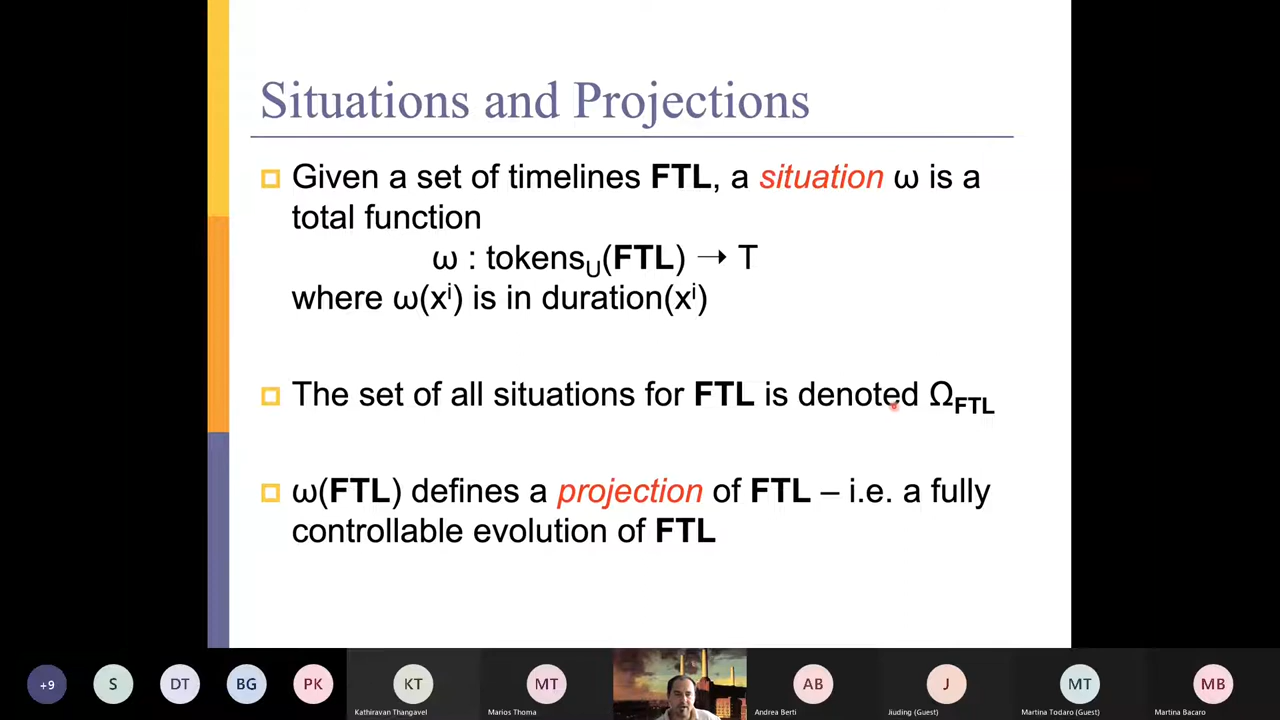 Situations and Projections
Given a set of timelines FTL, a situation ω is a
total function
ω : tokensU(FTL) → T
where ω(xⁱ) is in duration(xⁱ)
The set of all situations for FTL is denoted ΩFTL
ω(FTL) defines a projection of FTL – i.e. a fully
controllable evolution of FTL
+9
S
DT
BG
PK
KT
MT
AB
J
MT
MB
Kathiravan Thangavel
Marios Thoma
Andrea Berti
Jiuding (Guest)
Martina Todaro (Guest)
Martina Bacaro